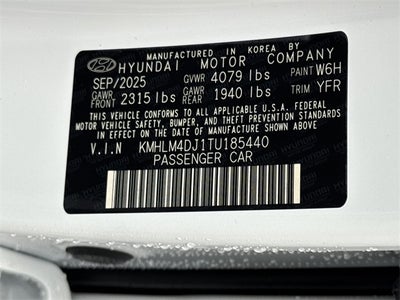 MANUFACTURED IN KOREA BY
HYUNDAI MOTOR COMPANY
SEP/2025 GVWR 4079 lbs PAINT W6H
GAWR FRONT 2315 lbs GAWR REAR 1940 lbs TRIM YFR
THIS VEHICLE CONFORMS TO ALL APPLICABLE U.S.A. FEDERAL
MOTOR VEHICLE SAFETY, BUMPER, AND THEFT PREVENTION
STANDARDS IN EFFECT ON THE DATE OF MANUFACTURE SHOWN ABOVE.
V.I.N KMHLM4DJ1TU185440
PASSENGER CAR